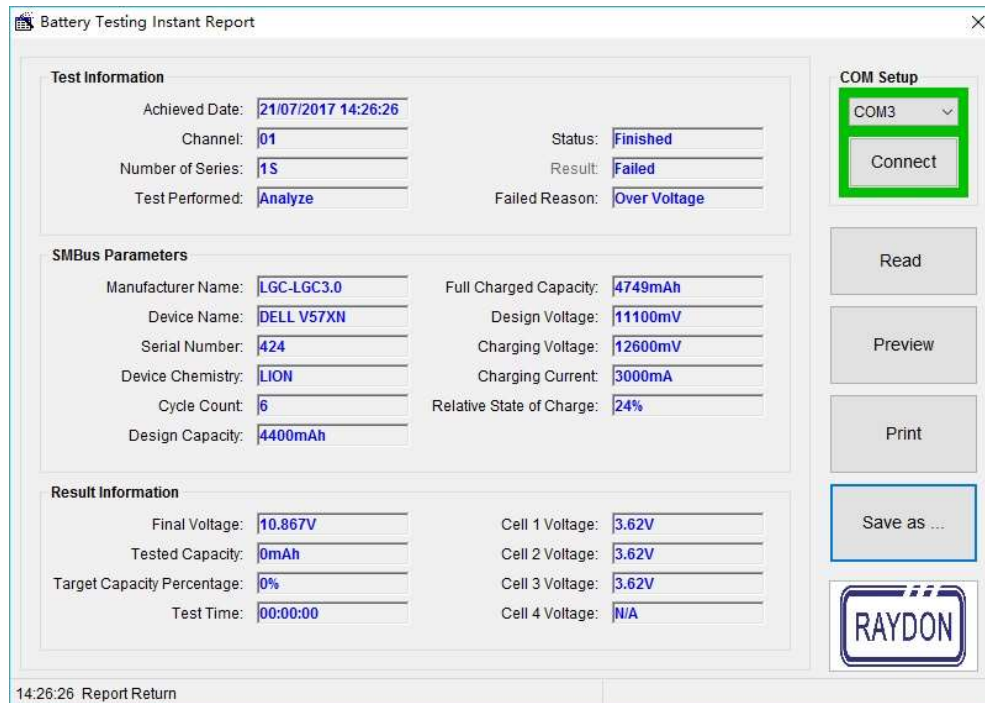 Battery Testing Instant Report
Test Information
Achieved Date: 21/07/2017 14:26:26
Channel: 01
Status: Finished
Number of Series: 1S
Result: Failed
Test Performed: Analyze
Failed Reason: Over Voltage
SMBus Parameters
Manufacturer Name: LGC-LGC3.0
Full Charged Capacity: 4749mAh
Device Name: DELL V57XN
Design Voltage: 11100mV
Serial Number: 424
Charging Voltage: 12600mV
Device Chemistry: LION
Charging Current: 3000mA
Cycle Count: 6
Relative State of Charge: 24%
Design Capacity: 4400mAh
Result Information
Final Voltage: 10.867V
Cell 1 Voltage: 3.62V
Tested Capacity: 0mAh
Cell 2 Voltage: 3.62V
Target Capacity Percentage: 0%
Cell 3 Voltage: 3.62V
Test Time: 00:00:00
Cell 4 Voltage: N/A
COM Setup
COM3
Connect
Read
Preview
Print
Save as ...
RAYDON
14:26:26 Report Return